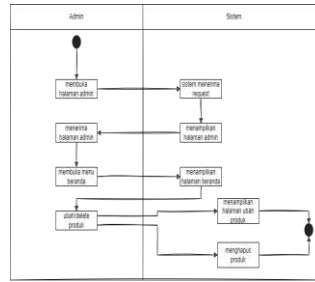 Admin
Sistem
membuka
halaman admin
sistem menerima
request
menerima
halaman admin
menampilkan
halaman admin
membuka menu
beranda
menampilkan
halaman beranda
ubah/delete
produk
menampilkan
halaman ubah
produk
menghapus
produk